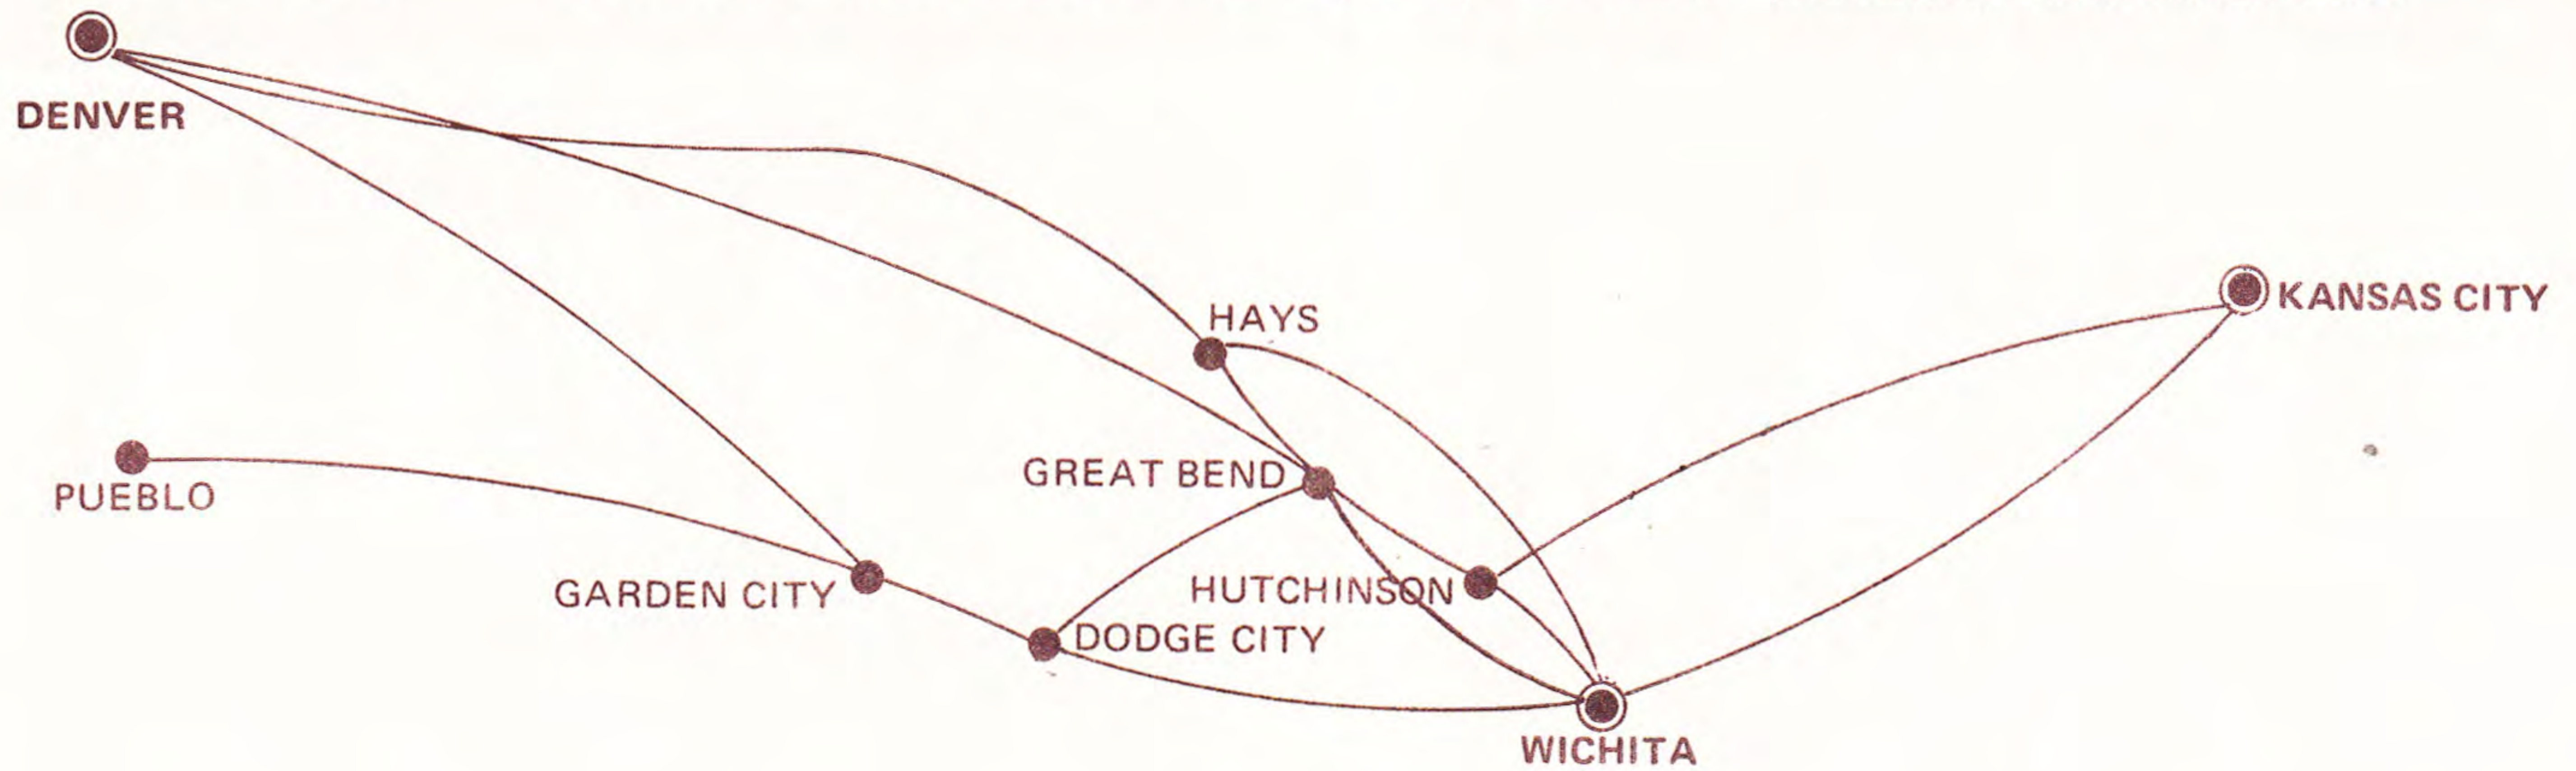 DENVER
HAYS
KANSAS CITY
GREAT BEND
PUEBLO
GARDEN CITY
HUTCHINSON
DODGE CITY
WICHITA